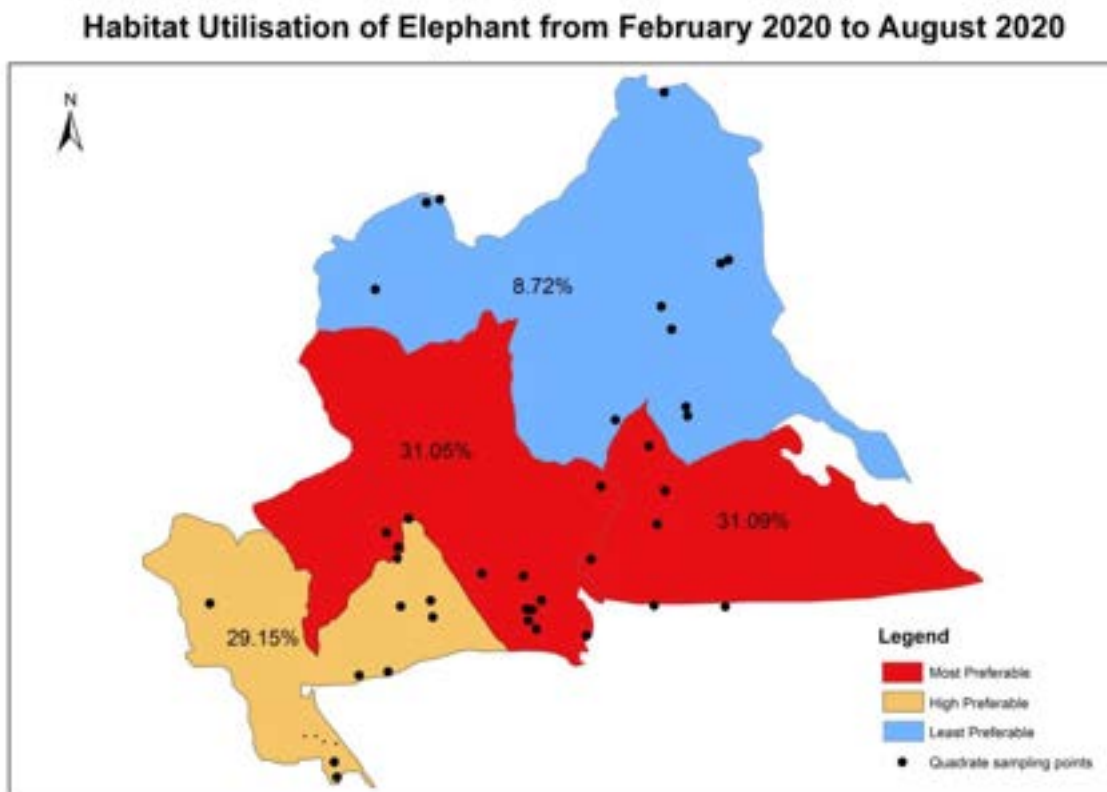 Habitat Utilisation of Elephant from February 2020 to August 2020
N
8.72%
31.05%
31.09%
29.15%
Legend
Most Preferable
High Preferable
Least Preferable
Quadrate sampling points